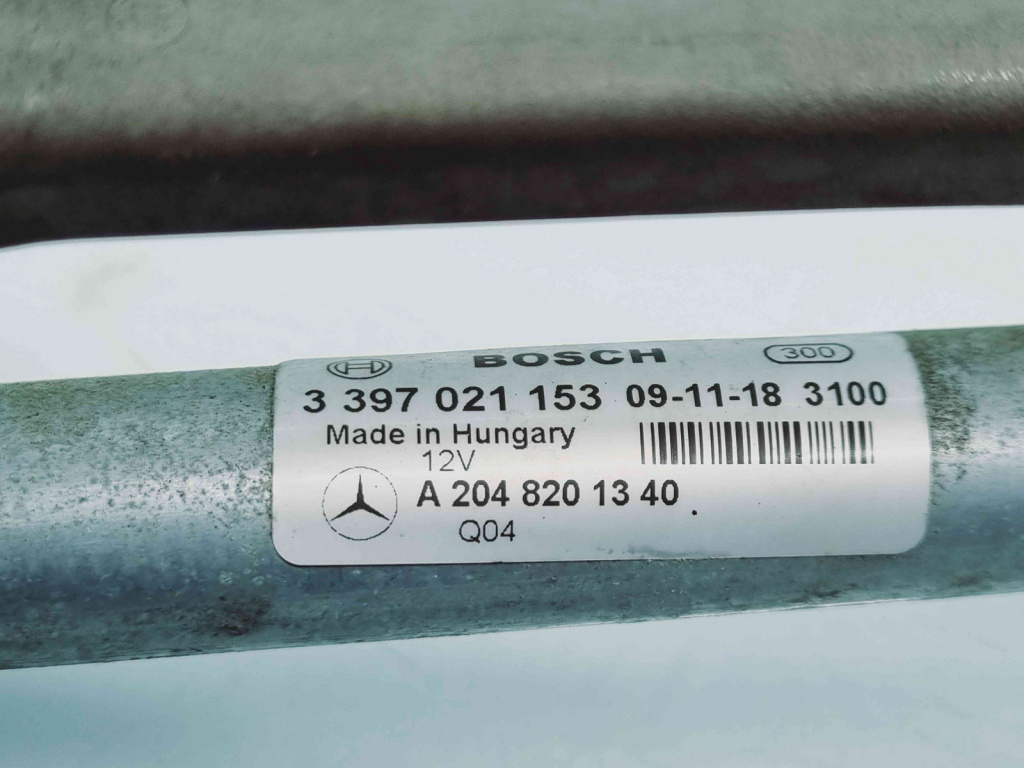 BOSCH 300
3 397 021 153 09-11-18 3100
Made in Hungary
12V
A 204 820 13 40
Q04